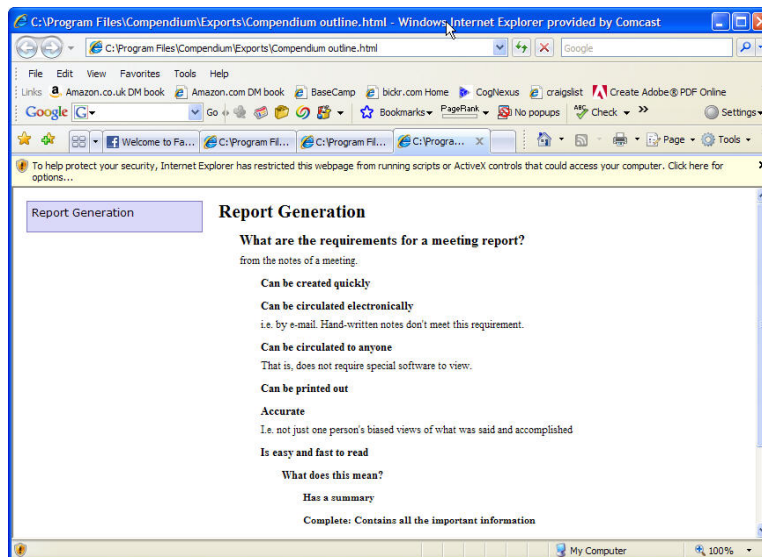 C:\Program Files\Compendium\Exports\Compendium outline.html - Windows Internet Explorer provided by Comcast
C:\Program Files\Compendium\Exports\Compendium outline.html
Google
File Edit View Favorites Tools Help
Links Amazon.co.uk DM book Amazon.com DM book BaseCamp bickr.com Home CogNexus craigslist Create Adobe® PDF Online
Google G Go Bookmarks PageRank No popups ABC Check » Settings
Welcome to Fa... C:\Program Fil... C:\Program Fil... C:\Progra... X Page Tools
To help protect your security, Internet Explorer has restricted this webpage from running scripts or ActiveX controls that could access your computer. Click here for
options...
Report Generation
Report Generation
What are the requirements for a meeting report?
from the notes of a meeting.
Can be created quickly
Can be circulated electronically
i.e. by e-mail. Hand-written notes don't meet this requirement.
Can be circulated to anyone
That is, does not require special software to view.
Can be printed out
Accurate
I.e. not just one person's biased views of what was said and accomplished
Is easy and fast to read
What does this mean?
Has a summary
Complete: Contains all the important information
My Computer 100%